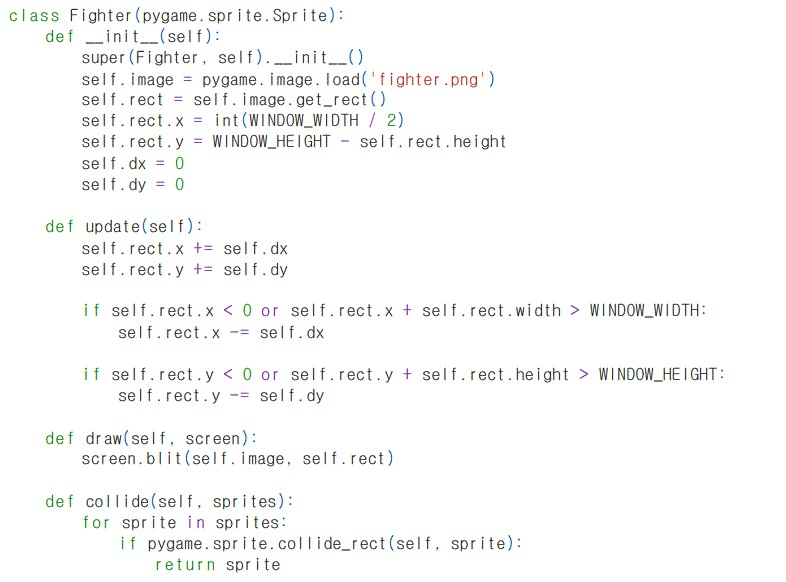 class Fighter(pygame.sprite.Sprite):
    def __init__(self):
        super(Fighter, self).__init__()
        self.image = pygame.image.load('fighter.png')
        self.rect = self.image.get_rect()
        self.rect.x = int(WINDOW_WIDTH / 2)
        self.rect.y = WINDOW_HEIGHT - self.rect.height
        self.dx = 0
        self.dy = 0

    def update(self):
        self.rect.x += self.dx
        self.rect.y += self.dy

        if self.rect.x < 0 or self.rect.x + self.rect.width > WINDOW_WIDTH:
            self.rect.x -= self.dx

        if self.rect.y < 0 or self.rect.y + self.rect.height > WINDOW_HEIGHT:
            self.rect.y -= self.dy

    def draw(self, screen):
        screen.blit(self.image, self.rect)

    def collide(self, sprites):
        for sprite in sprites:
            if pygame.sprite.collide_rect(self, sprite):
                return sprite